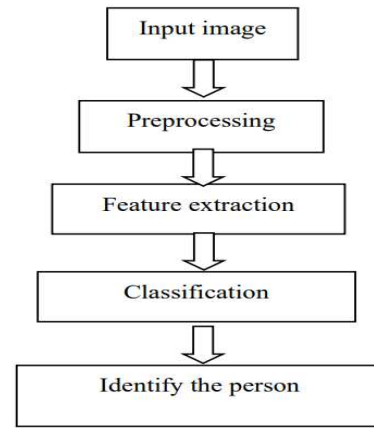 Input image
Preprocessing
Feature extraction
Classification
Identify the person